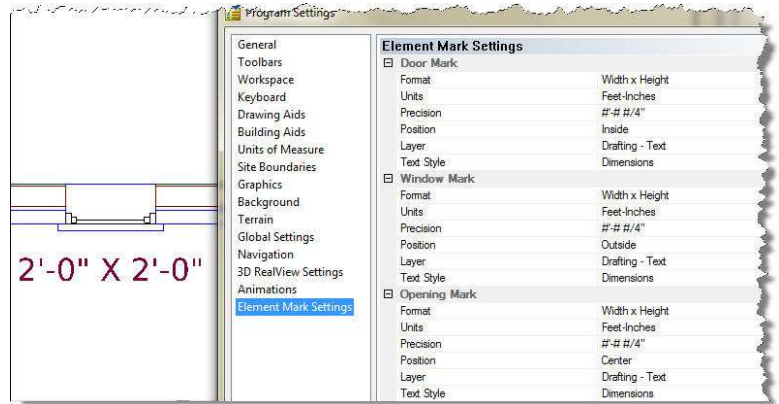 Program Settings
General
Toolbars
Workspace
Keyboard
Drawing Aids
Building Aids
Units of Measure
Site Boundaries
Graphics
Background
Terrain
Global Settings
Navigation
3D RealView Settings
Animations
Element Mark Settings
Element Mark Settings
Door Mark
Format Width x Height
Units Feet-Inches
Precision #'-# #/"
Position Inside
Layer Drafting - Text
Text Style Dimensions
Window Mark
Format Width x Height
Units Feet-Inches
Precision #'-# #/4"
Position Outside
Layer Drafting - Text
Text Style Dimensions
Opening Mark
Format Width x Height
Units Feet-Inches
Precision #'-# #/4"
Position Center
Layer Drafting - Text
Text Style Dimensions
2'-0" X 2'-0"